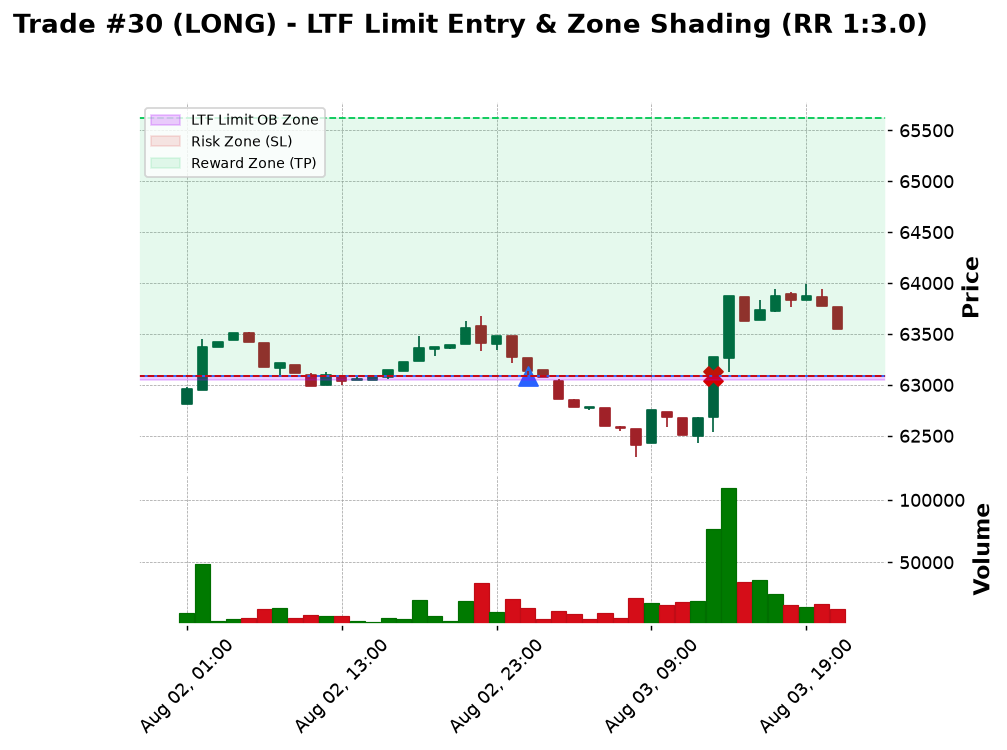 Trade #30 (LONG) - LTF Limit Entry & Zone Shading (RR 1:3.0)
LTF Limit OB Zone
Risk Zone (SL)
Reward Zone (TP)
65500
65000
64500
64000
63500
63000
62500
Price
100000
50000
Volume
Aug 02, 01:00
Aug 02, 13:00
Aug 02, 23:00
Aug 03, 09:00
Aug 03, 19:00